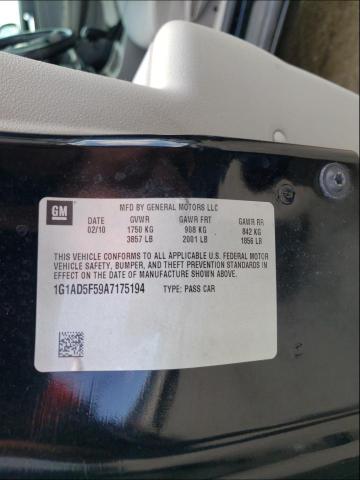 GM
MFD BY GENERAL MOTORS LLC
02/10 GVWR GAWR FRT GAWR RR
1750 KG 908 KG 842 KG
3857 LB 2001 LB 1856 LB
THIS VEHICLE CONFORMS TO ALL APPLICABLE U.S. FEDERAL MOTOR
VEHICLE SAFETY, BUMPER, AND THEFT PREVENTION STANDARDS
IN EFFECT ON THE DATE OF MANUFACTURE SHOWN ABOVE.
1G1AD5F59A7175194 TYPE: PASS CAR